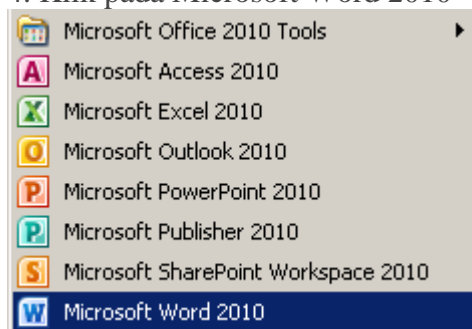 4. Klik pada Microsoft Word 2010
Microsoft Office 2010 Tools
Microsoft Access 2010
Microsoft Excel 2010
Microsoft Outlook 2010
Microsoft PowerPoint 2010
Microsoft Publisher 2010
Microsoft SharePoint Workspace 2010
Microsoft Word 2010